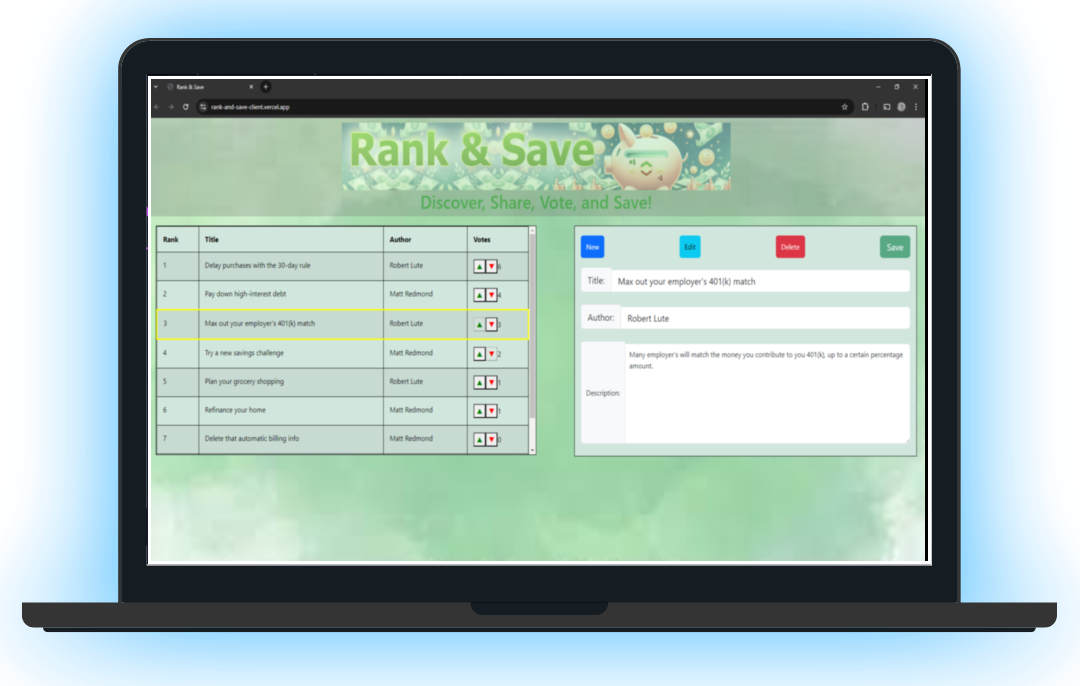 Rank & Save
rank-and-save-client.vercel.app
Rank & Save
+1
-1
Discover, Share, Vote, and Save!
Rank Title Author Votes
1 Delay purchases with the 30-day rule Robert Lute ▲ ▼ 6
2 Pay down high-interest debt Matt Redmond ▲ ▼ 4
3 Max out your employer's 401(k) match Robert Lute ▲ ▼ 3
4 Try a new savings challenge Matt Redmond ▲ ▼ 2
5 Plan your grocery shopping Robert Lute ▲ ▼ 1
6 Refinance your home Matt Redmond ▲ ▼ 1
7 Delete that automatic billing info Matt Redmond ▲ ▼ 0
New Edit Delete Save
Title: Max out your employer's 401(k) match
Author: Robert Lute
Description: Many employer's will match the money you contribute to you 401(k), up to a certain percentage
amount.